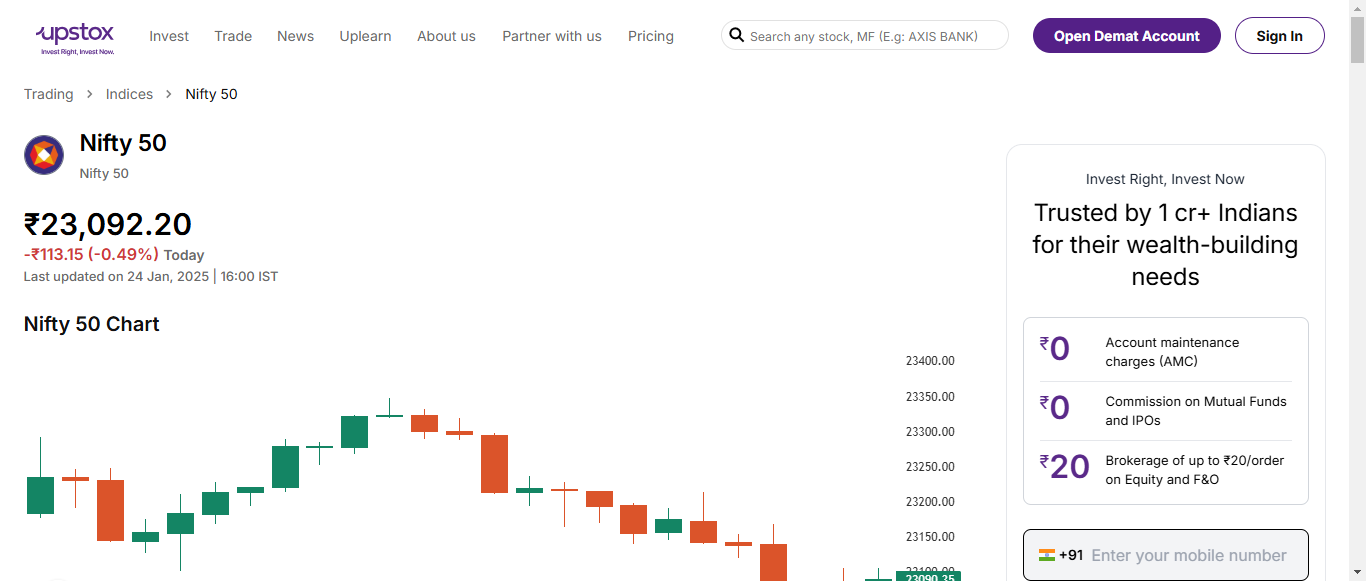 upstox
Invest Right, Invest Now.
Invest
Trade
News
Uplearn
About us
Partner with us
Pricing
Search any stock, MF (E.g: AXIS BANK)
Open Demat Account
Sign In
Trading > Indices > Nifty 50
Nifty 50
Nifty 50
₹23,092.20
-₹113.15 (-0.49%) Today
Last updated on 24 Jan, 2025 | 16:00 IST
Nifty 50 Chart
23400.00
23350.00
23300.00
23250.00
23200.00
23150.00
23100.00
23090.35
Invest Right, Invest Now
Trusted by 1 cr+ Indians
for their wealth-building
needs
₹0
Account maintenance
charges (AMC)
₹0
Commission on Mutual Funds
and IPOs
₹20
Brokerage of up to ₹20/order
on Equity and F&O
+91 Enter your mobile number